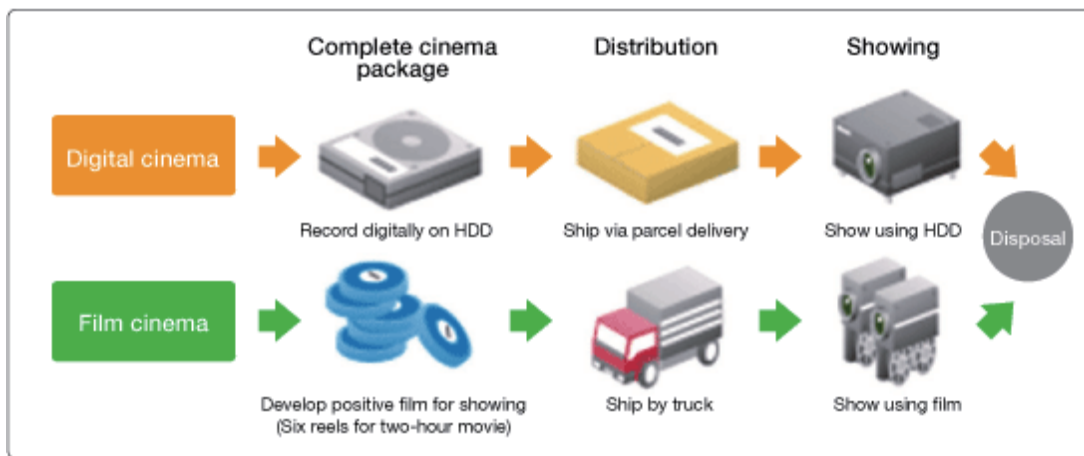 Complete cinema
package
Distribution
Showing
Digital cinema
Record digitally on HDD
Ship via parcel delivery
Show using HDD
Disposal
Film cinema
Develop positive film for showing
(Six reels for two-hour movie)
Ship by truck
Show using film